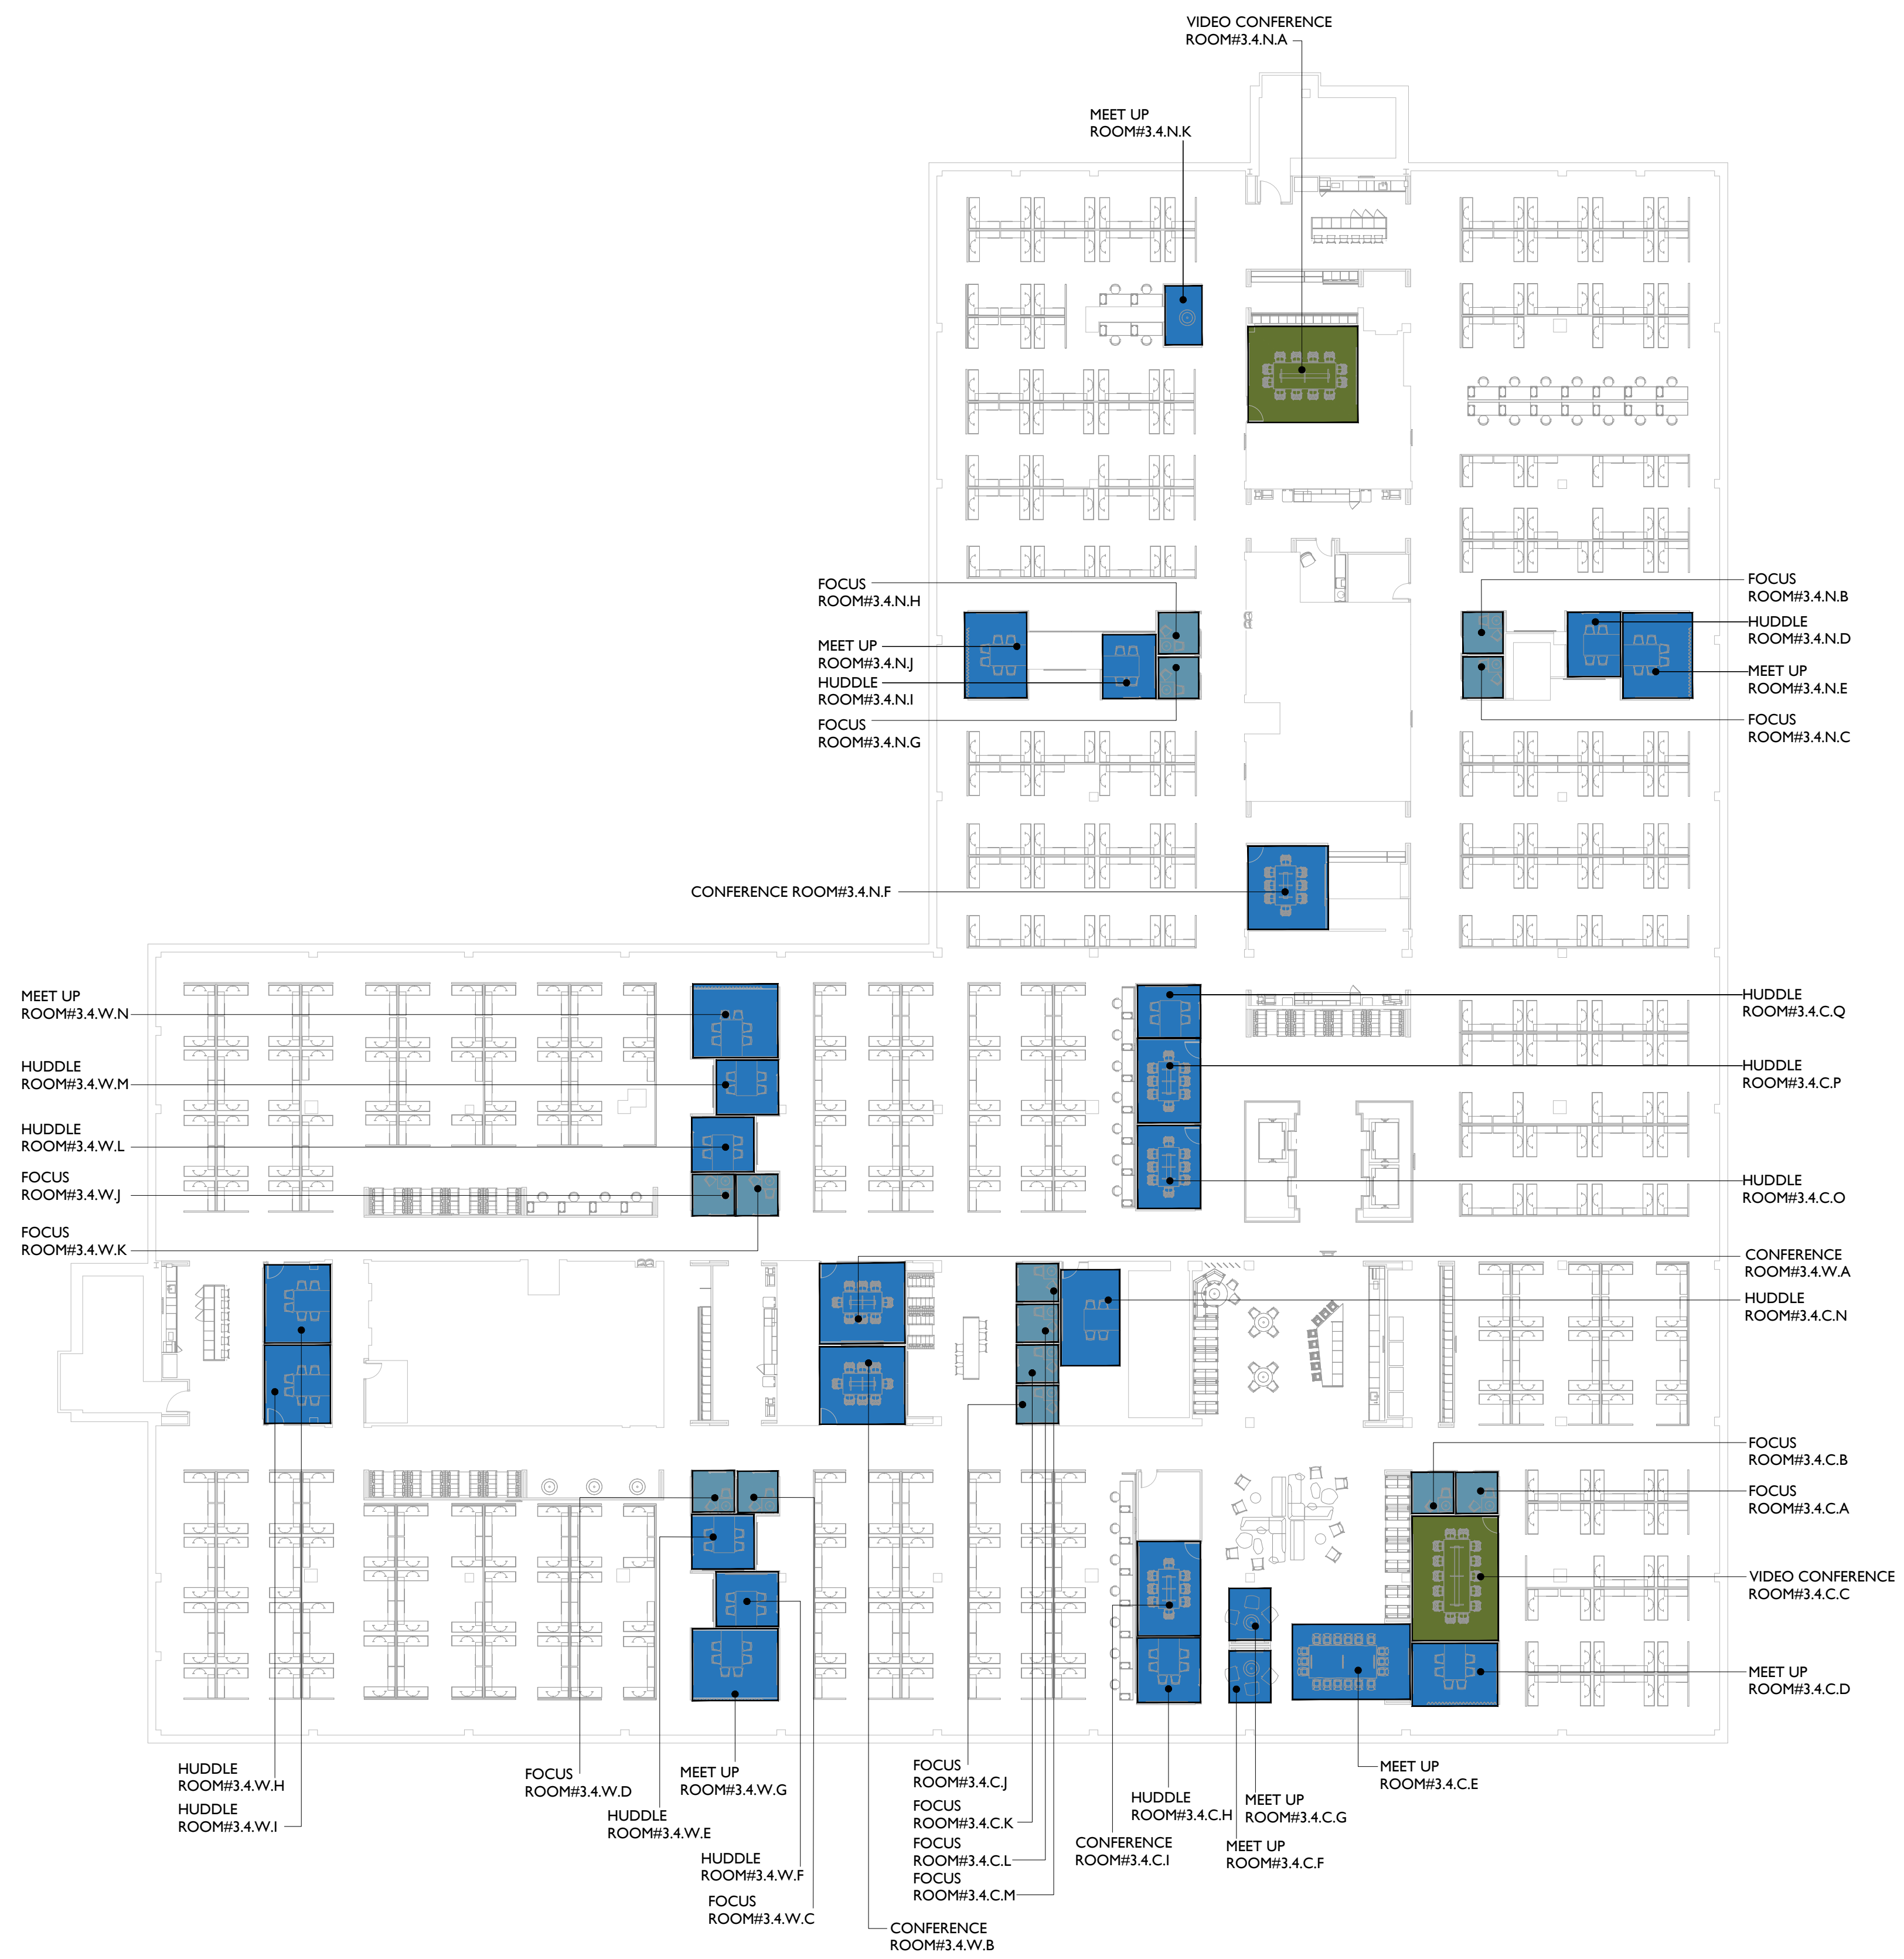 VIDEO CONFERENCE
ROOM#3.4.N.A
MEET UP
ROOM#3.4.N.K
FOCUS
ROOM#3.4.N.H
MEET UP
ROOM#3.4.N.J
HUDDLE
ROOM#3.4.N.I
FOCUS
ROOM#3.4.N.G
FOCUS
ROOM#3.4.N.B
HUDDLE
ROOM#3.4.N.D
MEET UP
ROOM#3.4.N.E
FOCUS
ROOM#3.4.N.C
CONFERENCE ROOM#3.4.N.F
MEET UP
ROOM#3.4.W.N
HUDDLE
ROOM#3.4.W.M
HUDDLE
ROOM#3.4.W.L
FOCUS
ROOM#3.4.W.J
FOCUS
ROOM#3.4.W.K
HUDDLE
ROOM#3.4.C.Q
HUDDLE
ROOM#3.4.C.P
HUDDLE
ROOM#3.4.C.O
CONFERENCE
ROOM#3.4.W.A
HUDDLE
ROOM#3.4.C.N
FOCUS
ROOM#3.4.C.B
FOCUS
ROOM#3.4.C.A
VIDEO CONFERENCE
ROOM#3.4.C.C
MEET UP
ROOM#3.4.C.D
HUDDLE
ROOM#3.4.W.H
HUDDLE
ROOM#3.4.W.I
FOCUS
ROOM#3.4.W.D
MEET UP
ROOM#3.4.W.G
HUDDLE
ROOM#3.4.W.E
HUDDLE
ROOM#3.4.W.F
FOCUS
ROOM#3.4.W.C
CONFERENCE
ROOM#3.4.W.B
FOCUS
ROOM#3.4.C.J
FOCUS
ROOM#3.4.C.K
FOCUS
ROOM#3.4.C.L
FOCUS
ROOM#3.4.C.M
HUDDLE
ROOM#3.4.C.H
CONFERENCE
ROOM#3.4.C.I
MEET UP
ROOM#3.4.C.G
MEET UP
ROOM#3.4.C.F
MEET UP
ROOM#3.4.C.E